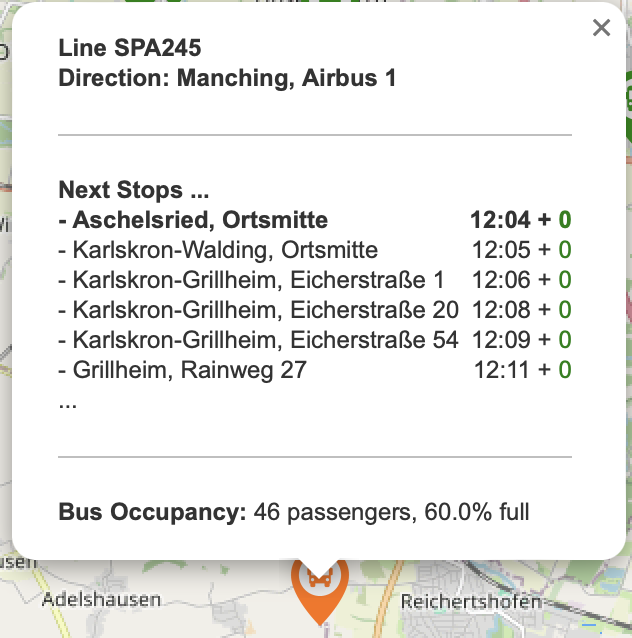 ×
Line SPA245
Direction: Manching, Airbus 1
Next Stops ...
- Aschelsried, Ortsmitte 12:04 + 0
- Karlskron-Walding, Ortsmitte 12:05 + 0
- Karlskron-Grillheim, Eicherstraße 1 12:06 + 0
- Karlskron-Grillheim, Eicherstraße 20 12:08 + 0
- Karlskron-Grillheim, Eicherstraße 54 12:09 + 0
- Grillheim, Rainweg 27 12:11 + 0
...
Bus Occupancy: 46 passengers, 60.0% full
Adelshausen
Reichertshofen